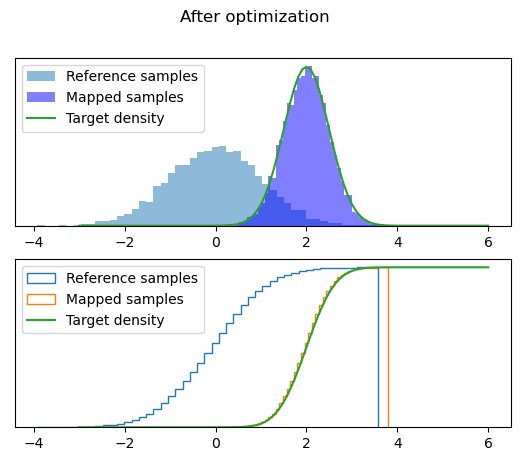 After optimization
Reference samples
Mapped samples
Target density
−4 −2 0 2 4 6
Reference samples
Mapped samples
Target density
−4 −2 0 2 4 6